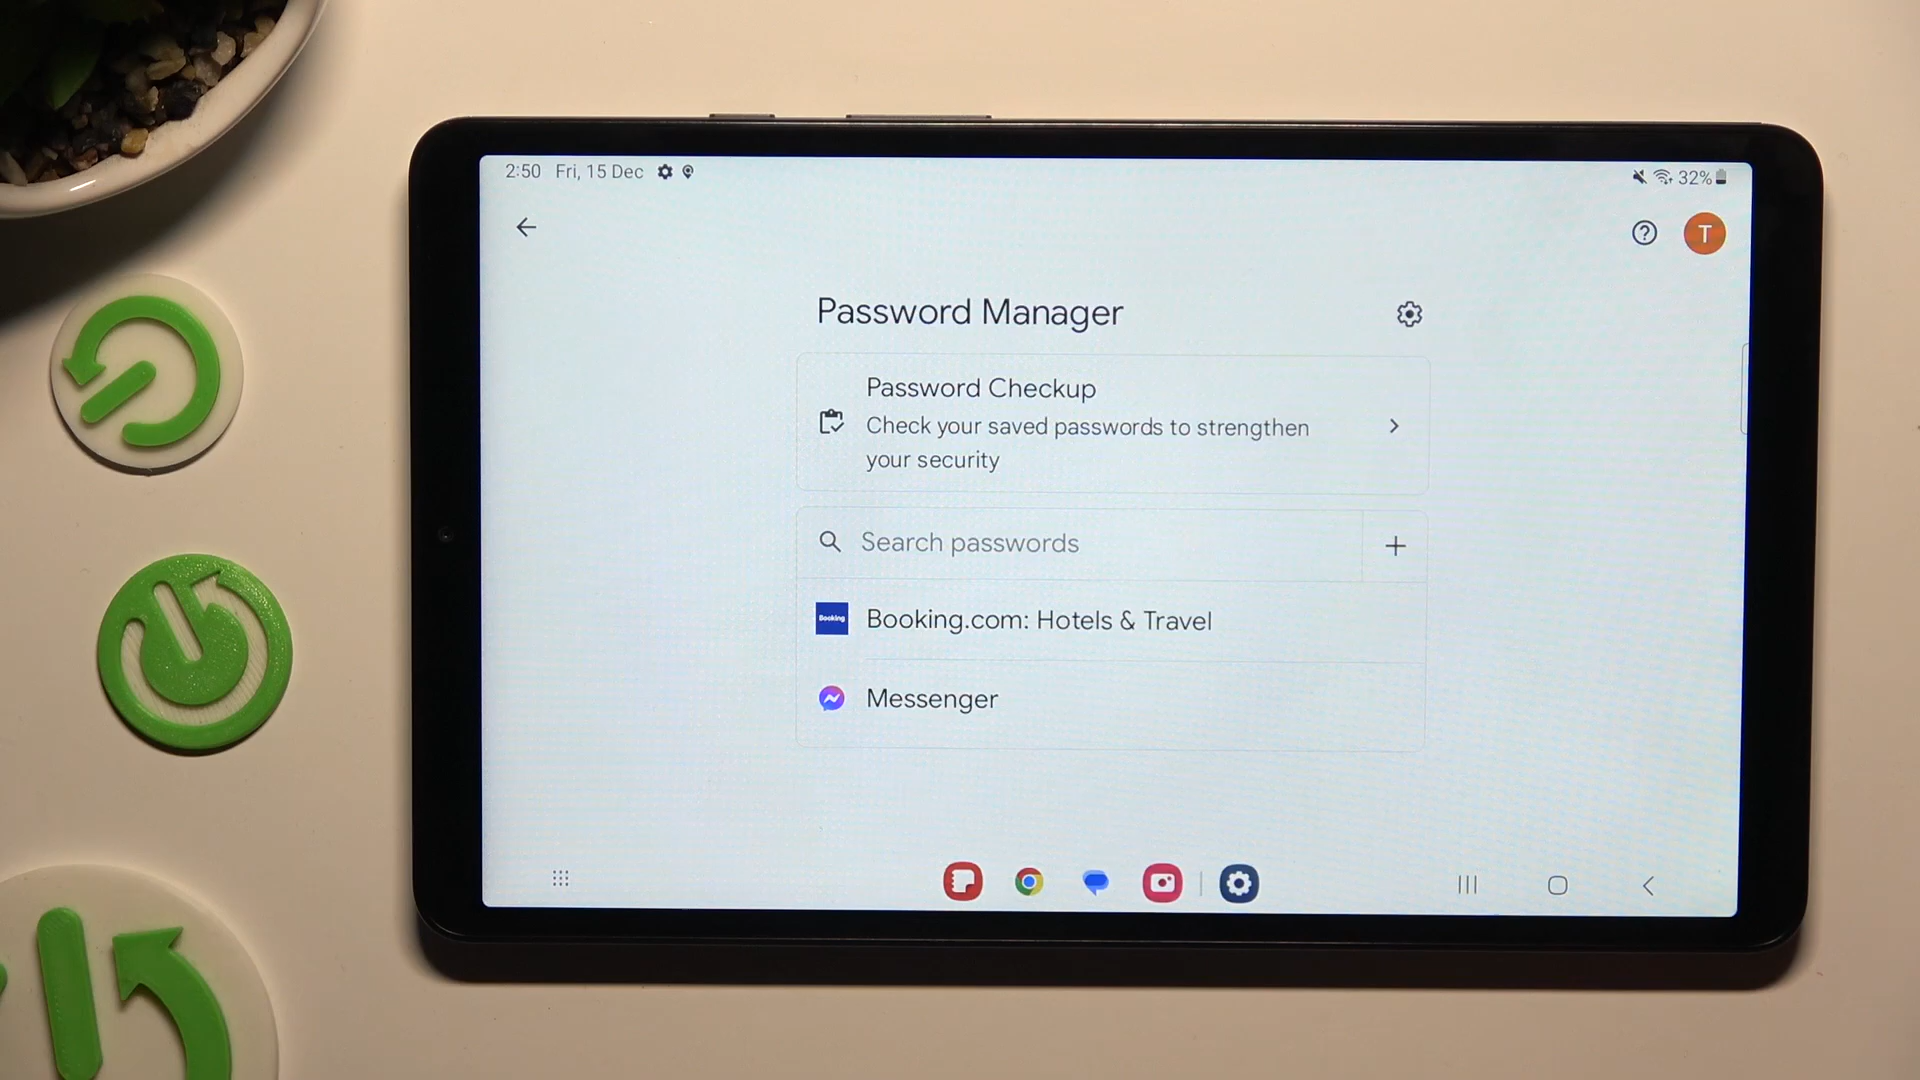 2:50 Fri, 15 Dec
32%
T
Password Manager
Password Checkup
Check your saved passwords to strengthen
your security
Search passwords
Booking
Booking.com: Hotels & Travel
Messenger